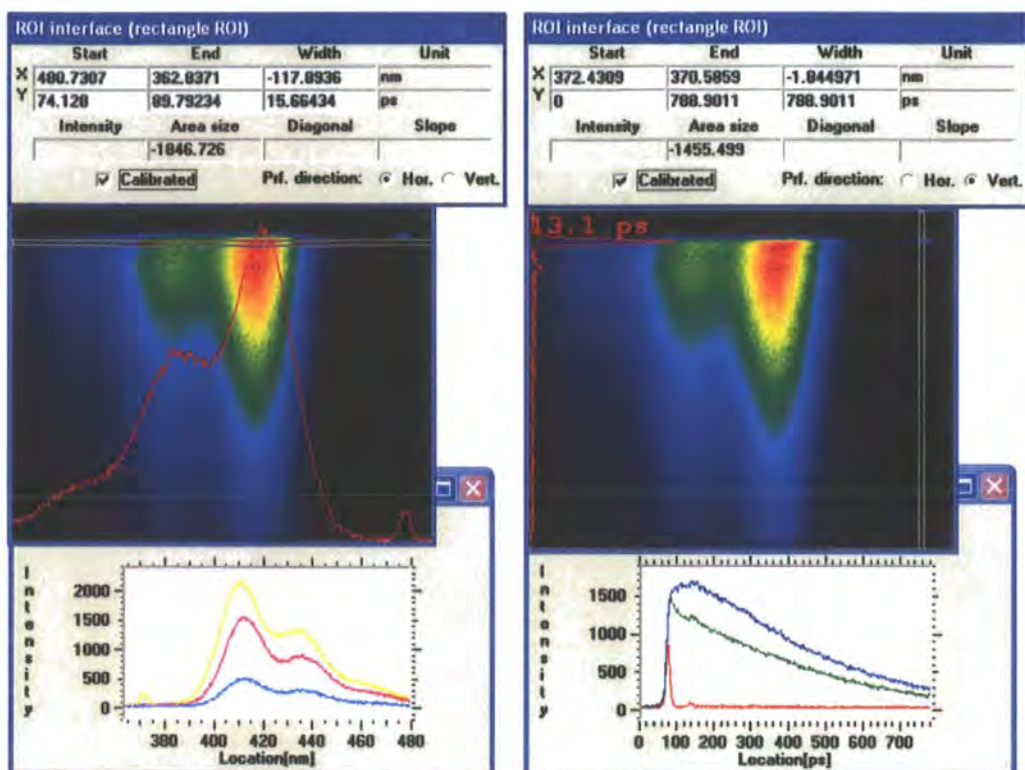 ROI interface (rectangle ROI)
Start End Width Unit
X 480.7307 362.8371 -117.8936 nm
Y 74.128 89.79234 15.66434 ps
Intensity Area size Diagonal Slope
-1846.726
Calibrated Prf. direction: Hor. Vert.
Intensity
2000
1500
1000
500
0
380 400 420 440 460 480
Location[nm]
ROI interface (rectangle ROI)
Start End Width Unit
X 372.4309 370.5859 -1.844971 nm
Y 0 788.9011 788.9011 ps
Intensity Area size Diagonal Slope
-1455.499
Calibrated Prf. direction: Hor. Vert.
13.1 ps
Intensity
1500
1000
500
0
0 100 200 300 400 500 600 700
Location[ps]